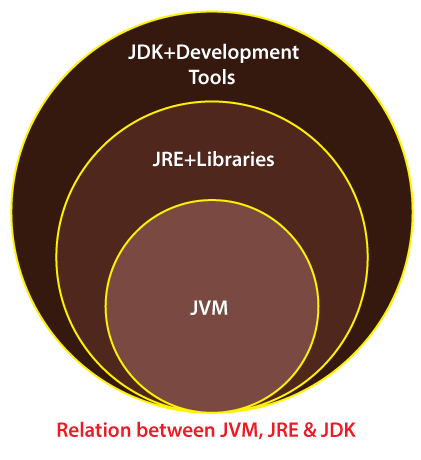 JDK+Development
Tools
JRE+Libraries
JVM
Relation between JVM, JRE & JDK